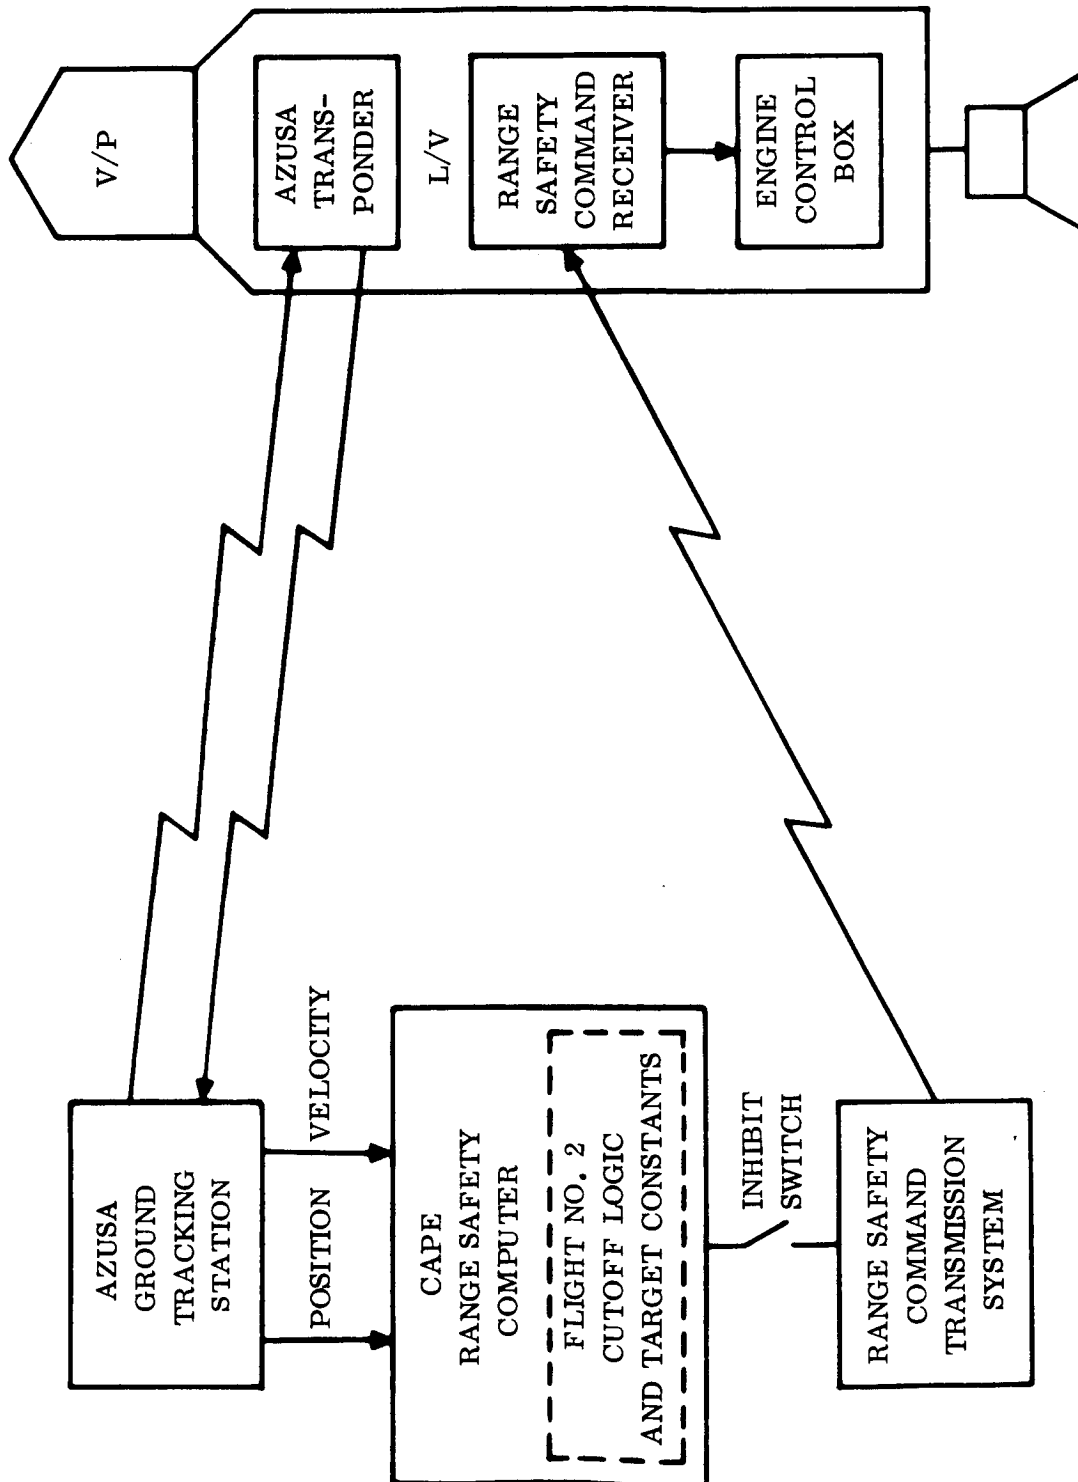 V/P
AZUSA
TRANS-
PONDER
L/V
RANGE
SAFETY
COMMAND
RECEIVER
ENGINE
CONTROL
BOX
AZUSA
GROUND
TRACKING
STATION
POSITION
VELOCITY
CAPE
RANGE SAFETY
COMPUTER
FLIGHT NO. 2
CUTOFF LOGIC
AND TARGET CONSTANTS
INHIBIT
SWITCH
RANGE SAFETY
COMMAND
TRANSMISSION
SYSTEM